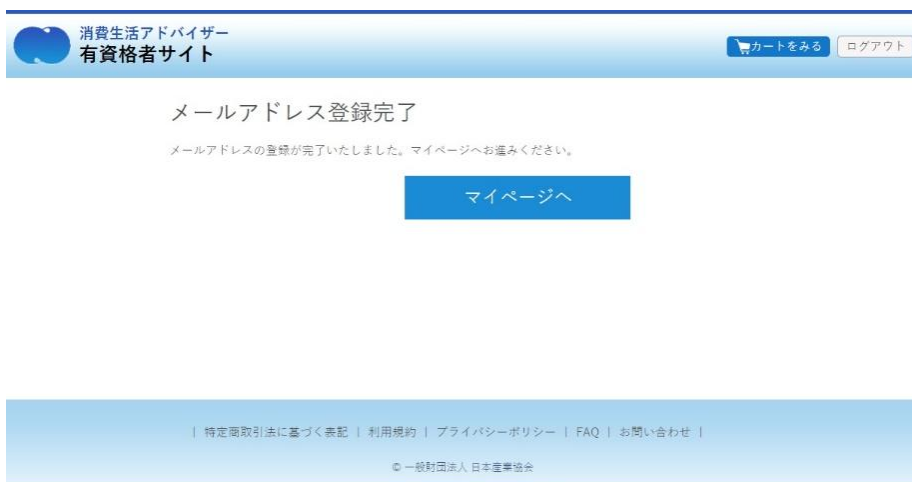 消費生活アドバイザー
有資格者サイト
カートをみる
ログアウト
メールアドレス登録完了
メールアドレスの登録が完了いたしました。マイページへお進みください。
マイページへ
| 特定商取引法に基づく表記 | 利用規約 | プライバシーポリシー | FAQ | お問い合わせ |
© 一般財団法人 日本産業協会